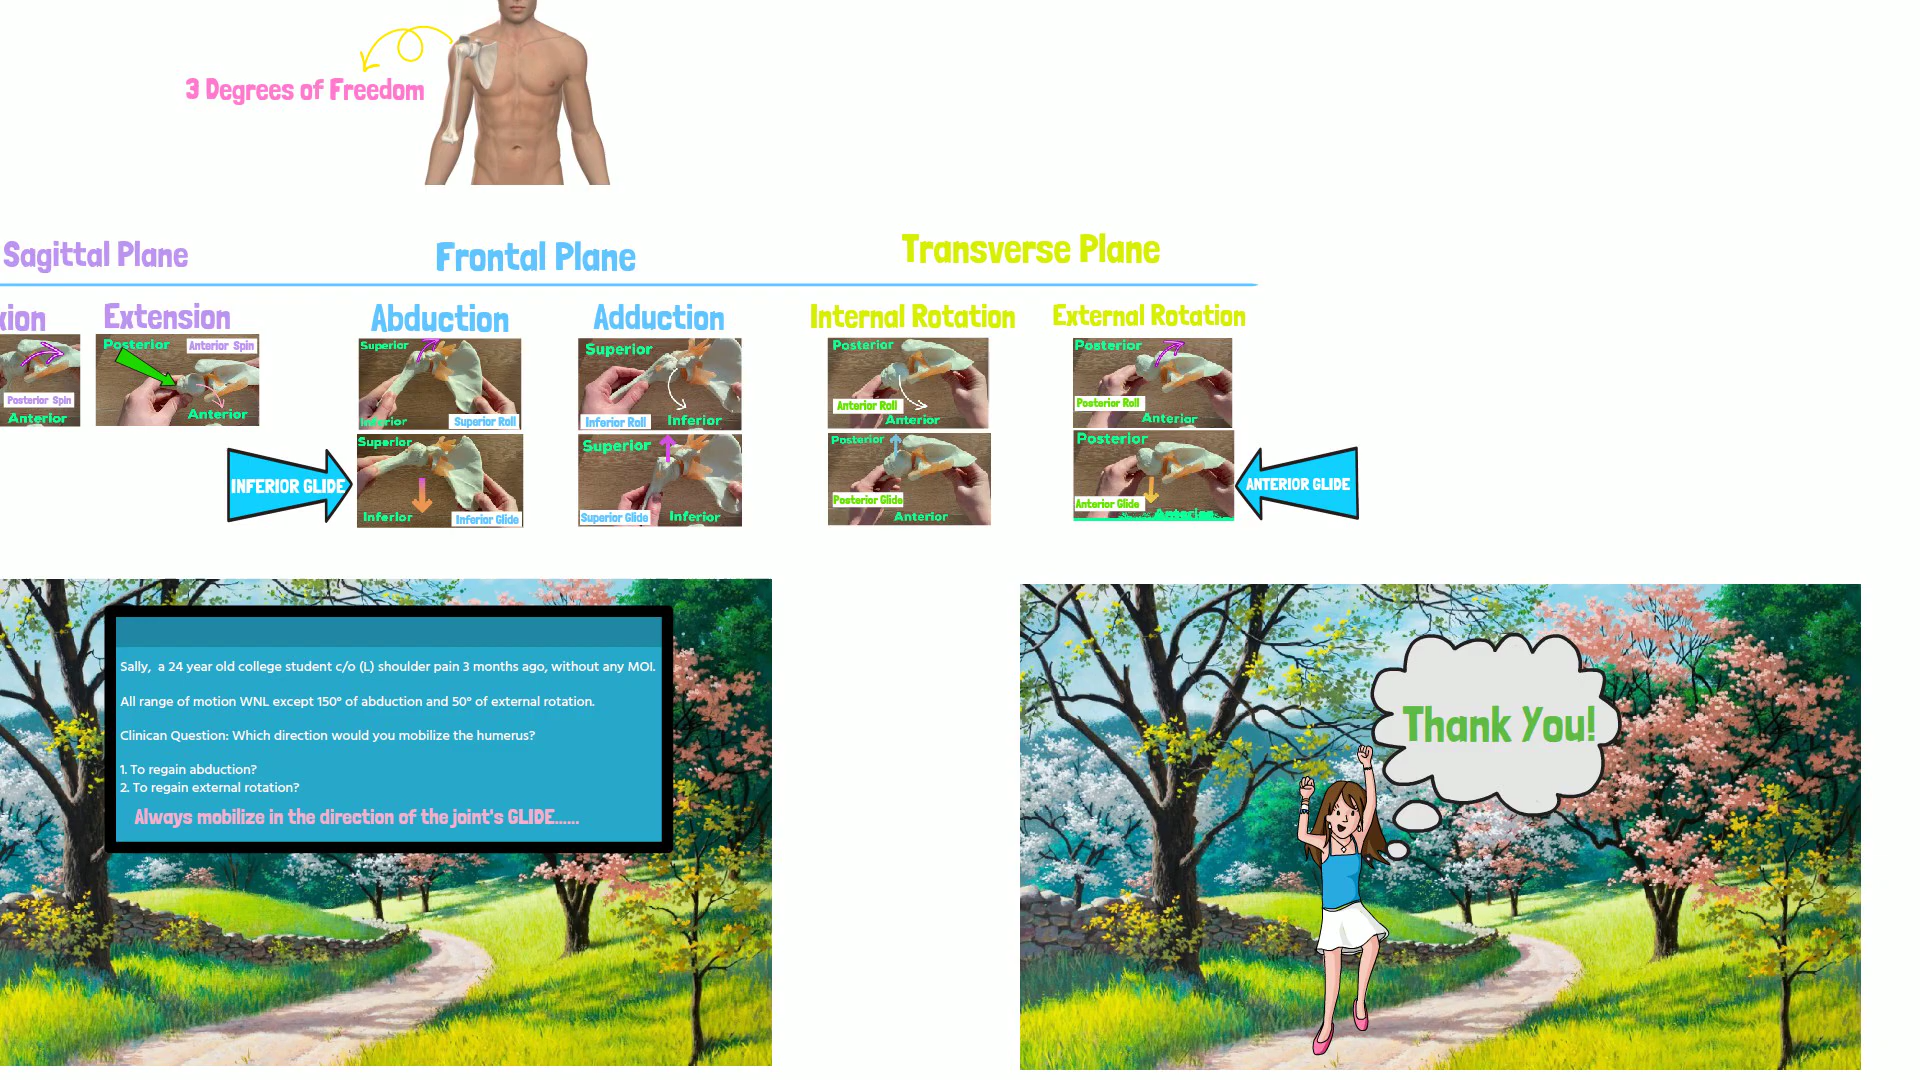 3 Degrees of Freedom
Sagittal Plane
Frontal Plane
Transverse Plane
xion
Extension
Abduction
Adduction
Internal Rotation
External Rotation
Posterior Spin
Anterior
Posterior
Anterior Spin
Anterior
Superior
Inferior
Superior Roll
Superior
Inferior Roll
Inferior
Posterior
Anterior Roll
Anterior
Posterior
Posterior Roll
Anterior
INFERIOR GLIDE
Superior
Inferior
Inferior Glide
Superior
Superior Glide
Inferior
Posterior
Posterior Glide
Anterior
Posterior
Anterior Glide
Anterior
ANTERIOR GLIDE
Sally,  a 24 year old college student c/o (L) shoulder pain 3 months ago, without any MOI.
All range of motion WNL except 150° of abduction and 50° of external rotation.
Clinican Question: Which direction would you mobilize the humerus?
1. To regain abduction?
2. To regain external rotation?
Always mobilize in the direction of the joint's GLIDE......
Thank You!